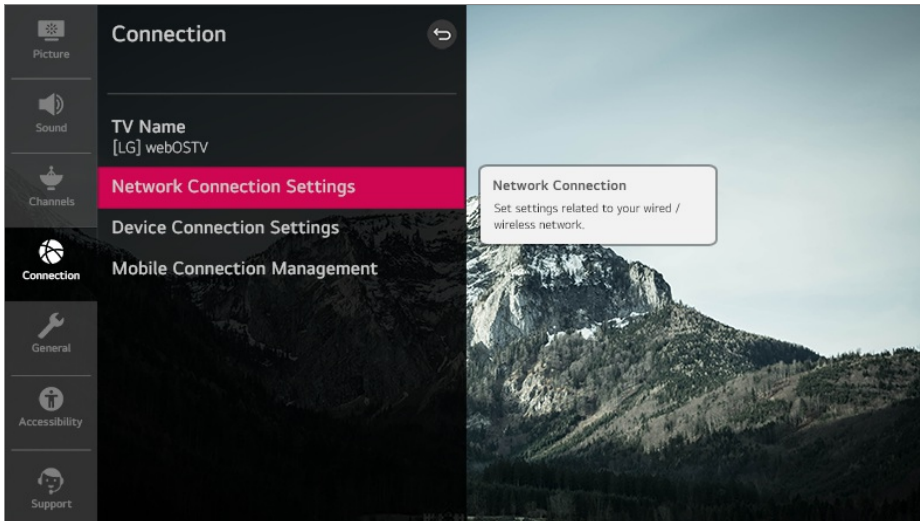 Picture
Sound
Channels
Connection
General
Accessibility
Support
Connection
TV Name
[LG] webOSTV
Network Connection Settings
Device Connection Settings
Mobile Connection Management
Network Connection
Set settings related to your wired /
wireless network.